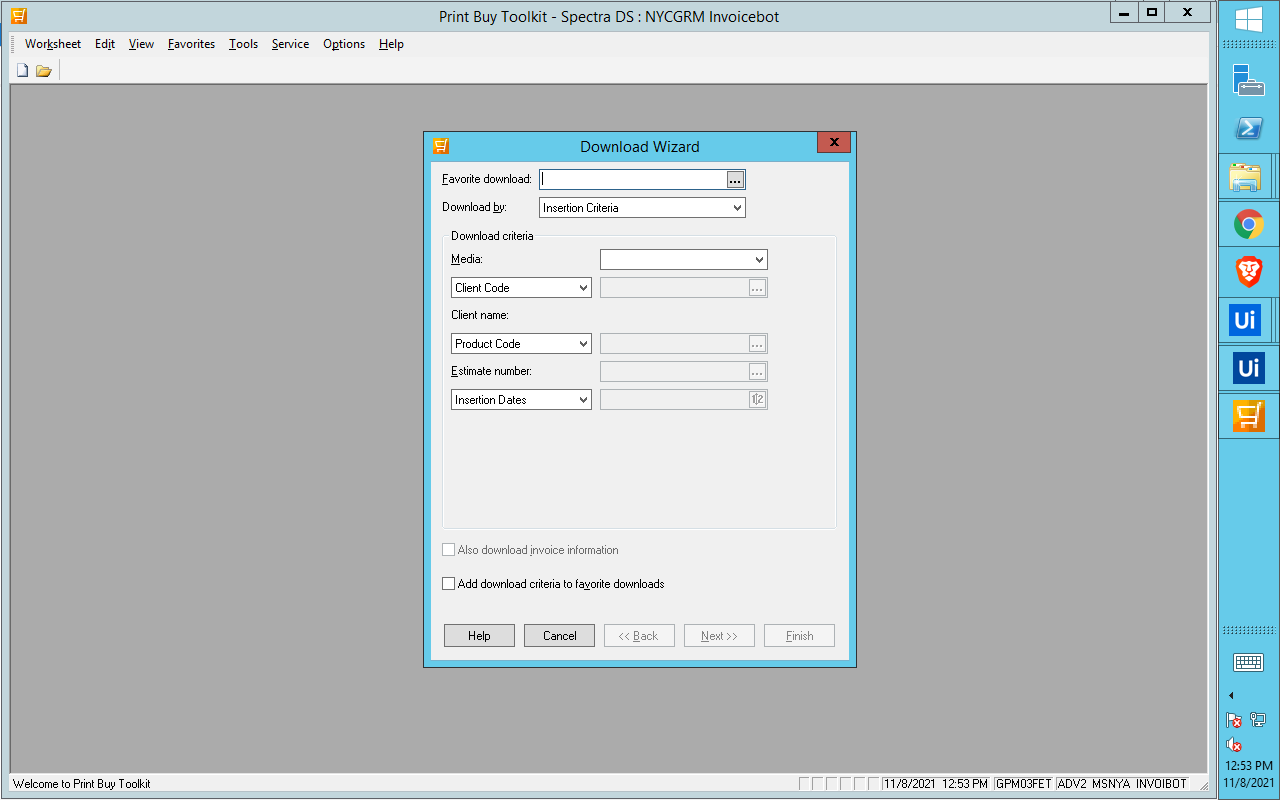 Print Buy Toolkit - Spectra DS : NYCGRM Invoicebot
Worksheet Edit View Favorites Tools Service Options Help
Download Wizard
Favorite download:
...
Download by:
Insertion Criteria
Download criteria
Media:
Client Code
...
Client name:
Product Code
...
Estimate number:
...
Insertion Dates
12
Also download invoice information
Add download criteria to favorite downloads
Help
Cancel
<< Back
Next >>
Finish
Welcome to Print Buy Toolkit
11/8/2021 12:53 PM
GPM03FET
ADV2 MSNYA INVOIBOT
Ui
Ui
12:53 PM
11/8/2021